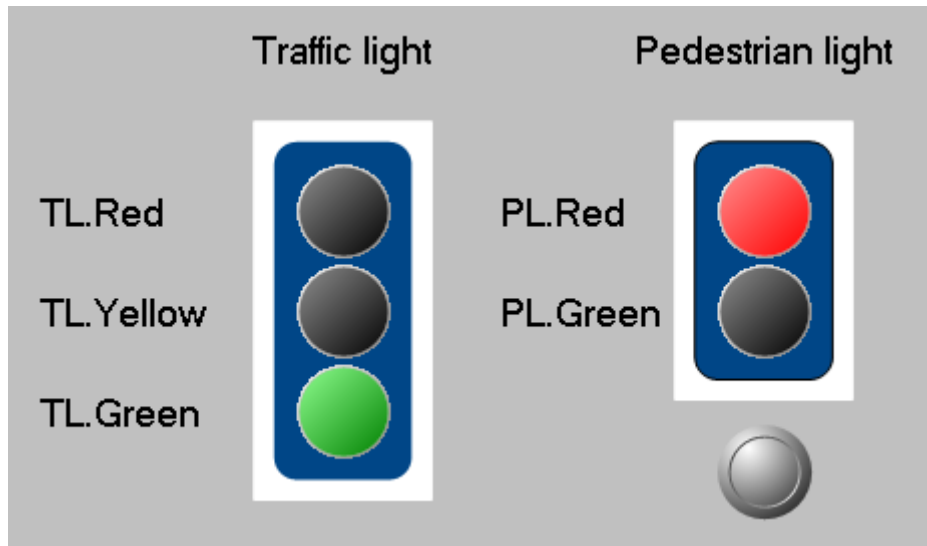 Traffic light
Pedestrian light
TL.Red
PL.Red
TL.Yellow
PL.Green
TL.Green